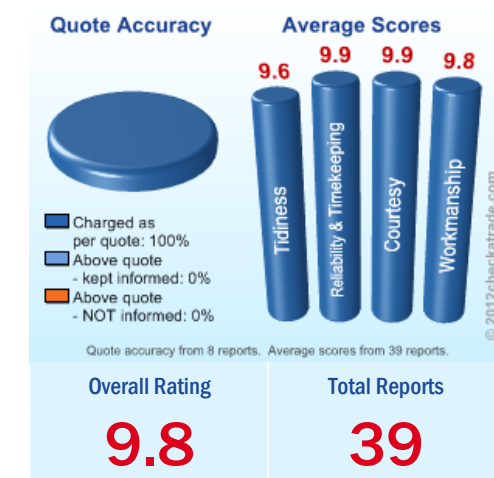 Quote Accuracy
Charged as
per quote: 100%
Above quote
- kept informed: 0%
Above quote
- NOT informed: 0%
Average Scores
9.6
9.9
9.9
9.8
Tidiness
Reliability & Timekeeping
Courtesy
Workmanship
© 2012checkatrade.com
Quote accuracy from 8 reports. Average scores from 39 reports.
Overall Rating
9.8
Total Reports
39